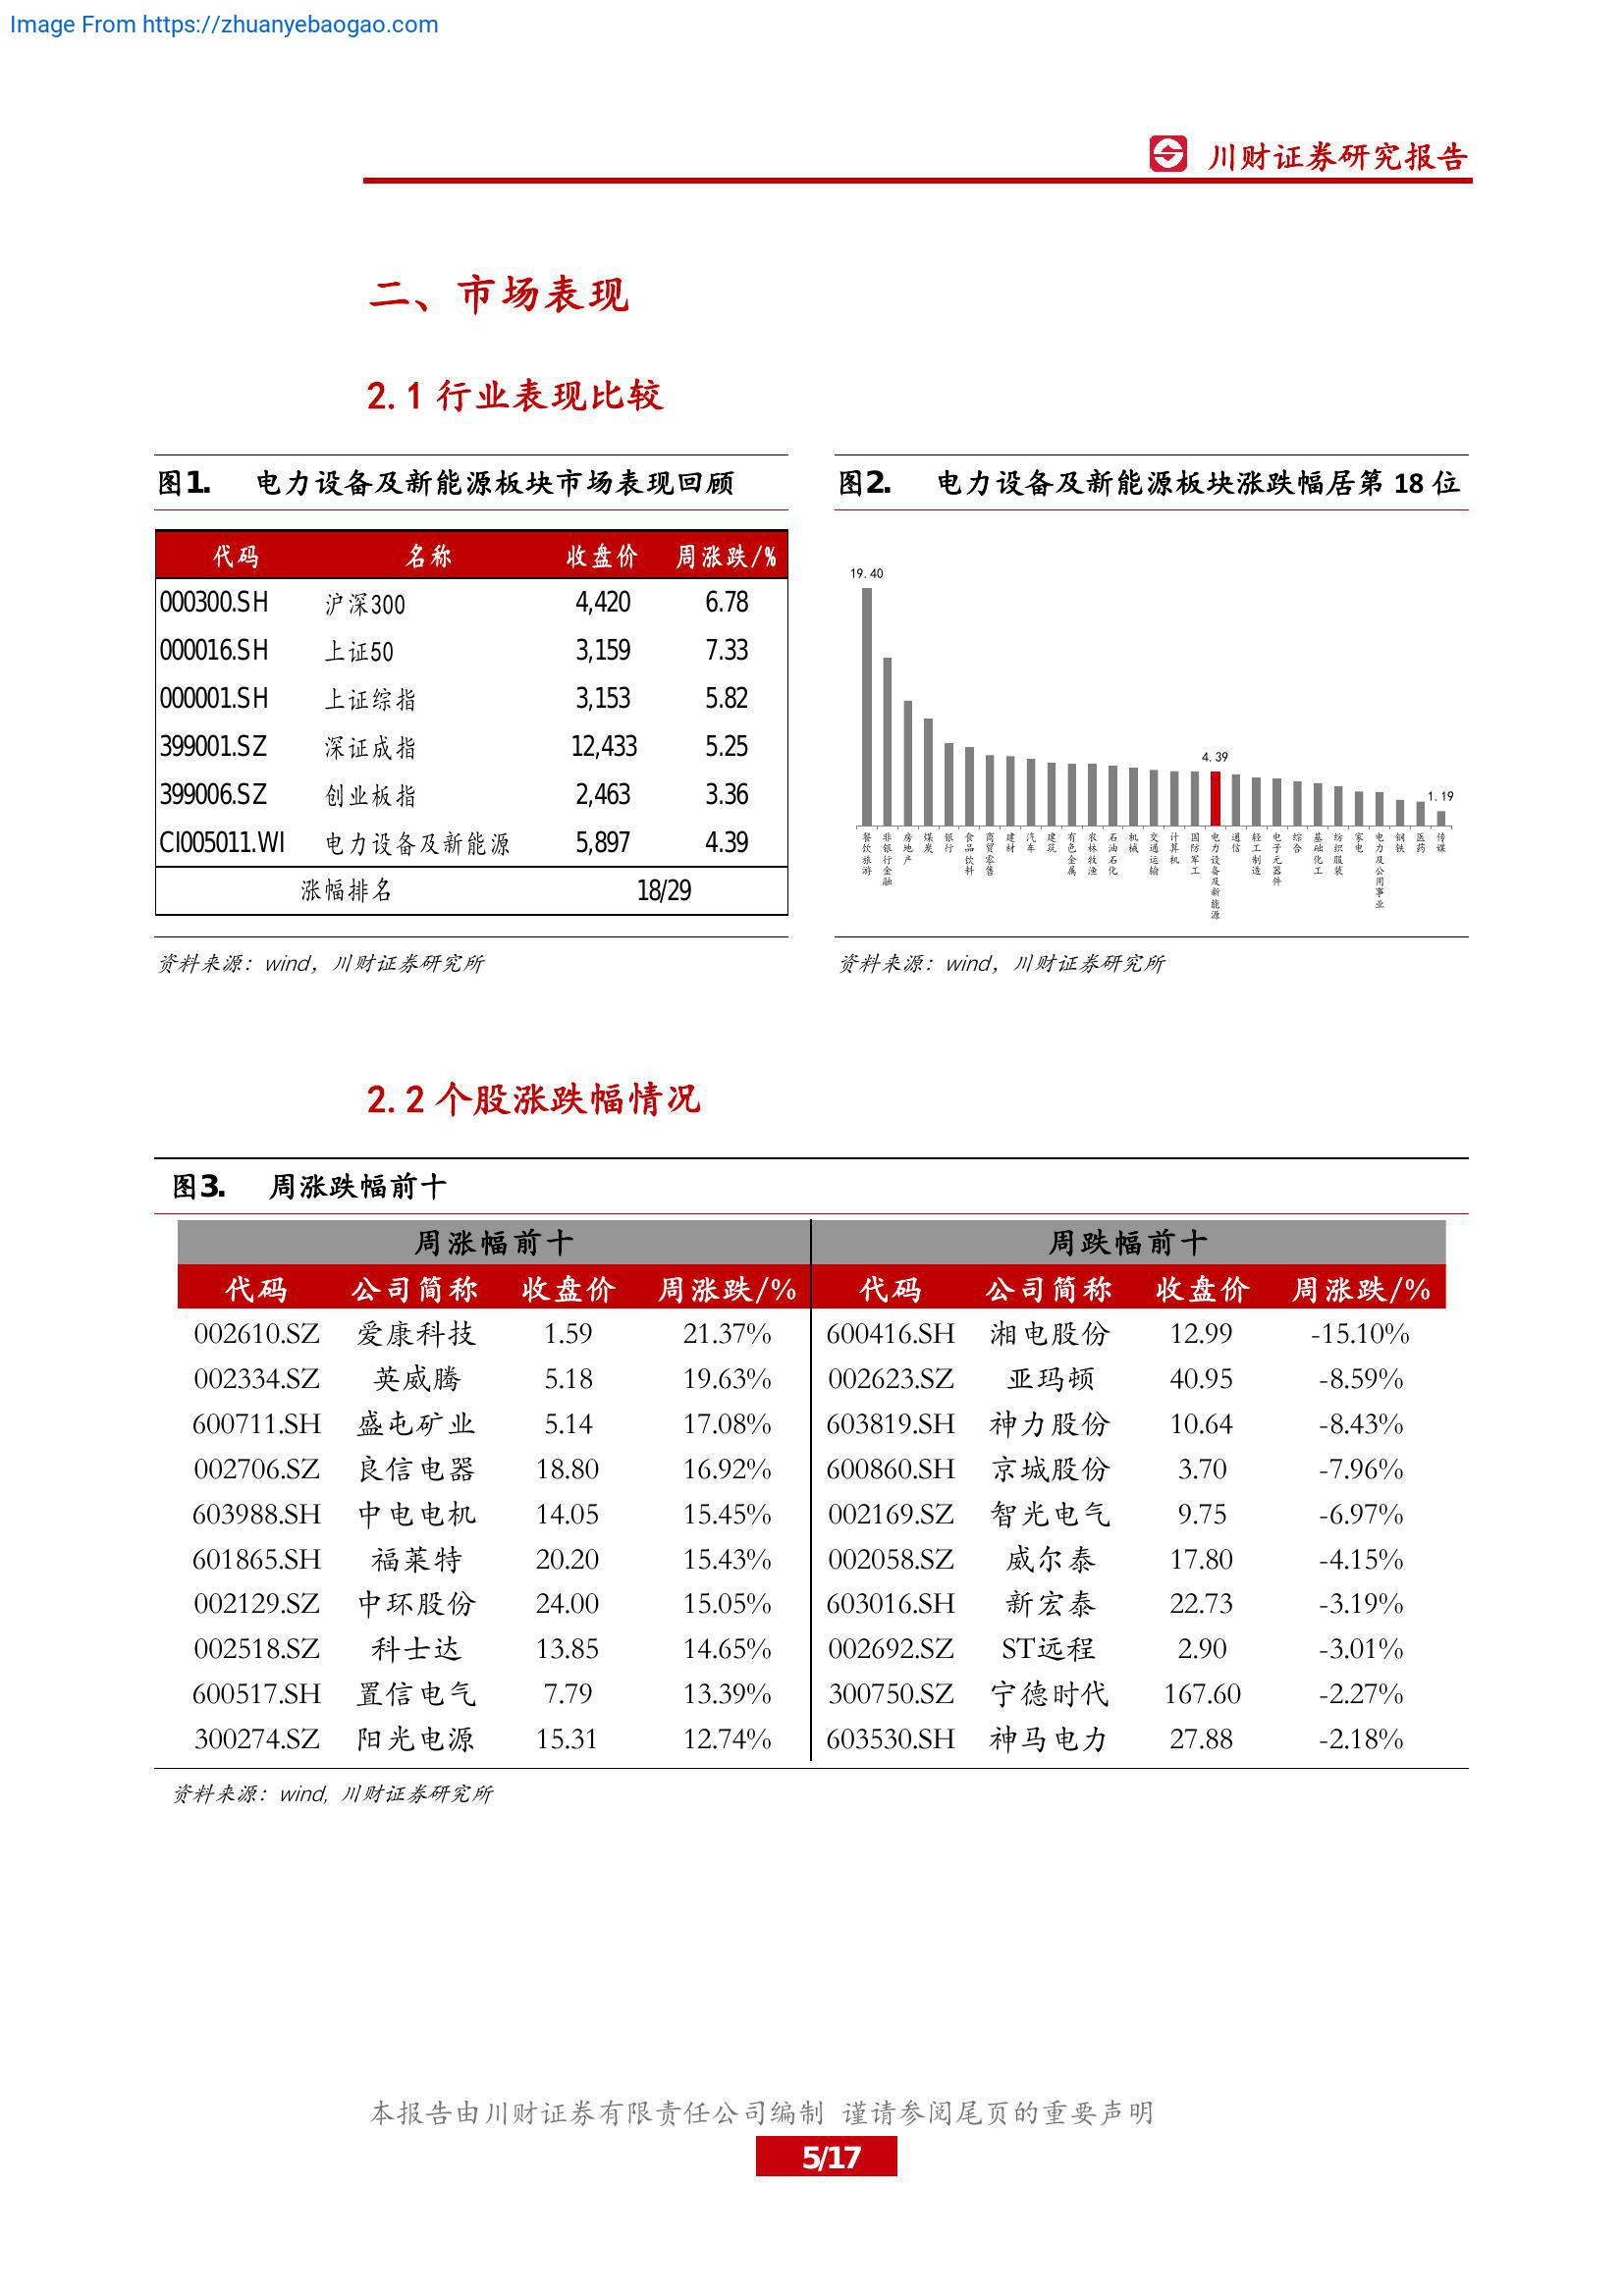 Image From https://zhuanyebaogao.com
川财证券研究报告
二、市场表现
2.1 行业表现比较
图1. 电力设备及新能源板块市场表现回顾
代码 名称 收盘价 周涨跌/%
000300.SH 沪深300 4,420 6.78
000016.SH 上证50 3,159 7.33
000001.SH 上证综指 3,153 5.82
399001.SZ 深证成指 12,433 5.25
399006.SZ 创业板指 2,463 3.36
CI005011.WI 电力设备及新能源 5,897 4.39
涨幅排名 18/29
资料来源：wind，川财证券研究所
图2. 电力设备及新能源板块涨跌幅居第 18 位
19.40
4.39
1.19
餐饮旅游 非银行金融 房地产 煤炭 银行 食品饮料 商贸零售 建材 汽车 建筑 有色金属 农林牧渔 石油石化 机械 交通运输 计算机 国防军工 电力设备及新能源 通信 轻工制造 电子元器件 综合 基础化工 纺织服装 家电 电力及公用事业 钢铁 医药 传媒
资料来源：wind，川财证券研究所
2.2 个股涨跌幅情况
图3. 周涨跌幅前十
周涨幅前十 周跌幅前十
代码 公司简称 收盘价 周涨跌/% 代码 公司简称 收盘价 周涨跌/%
002610.SZ 爱康科技 1.59 21.37% 600416.SH 湘电股份 12.99 -15.10%
002334.SZ 英威腾 5.18 19.63% 002623.SZ 亚玛顿 40.95 -8.59%
600711.SH 盛屯矿业 5.14 17.08% 603819.SH 神力股份 10.64 -8.43%
002706.SZ 良信电器 18.80 16.92% 600860.SH 京城股份 3.70 -7.96%
603988.SH 中电电机 14.05 15.45% 002169.SZ 智光电气 9.75 -6.97%
601865.SH 福莱特 20.20 15.43% 002058.SZ 威尔泰 17.80 -4.15%
002129.SZ 中环股份 24.00 15.05% 603016.SH 新宏泰 22.73 -3.19%
002518.SZ 科士达 13.85 14.65% 002692.SZ ST远程 2.90 -3.01%
600517.SH 置信电气 7.79 13.39% 300750.SZ 宁德时代 167.60 -2.27%
300274.SZ 阳光电源 15.31 12.74% 603530.SH 神马电力 27.88 -2.18%
资料来源：wind, 川财证券研究所
本报告由川财证券有限责任公司编制 谨请参阅尾页的重要声明
5/17